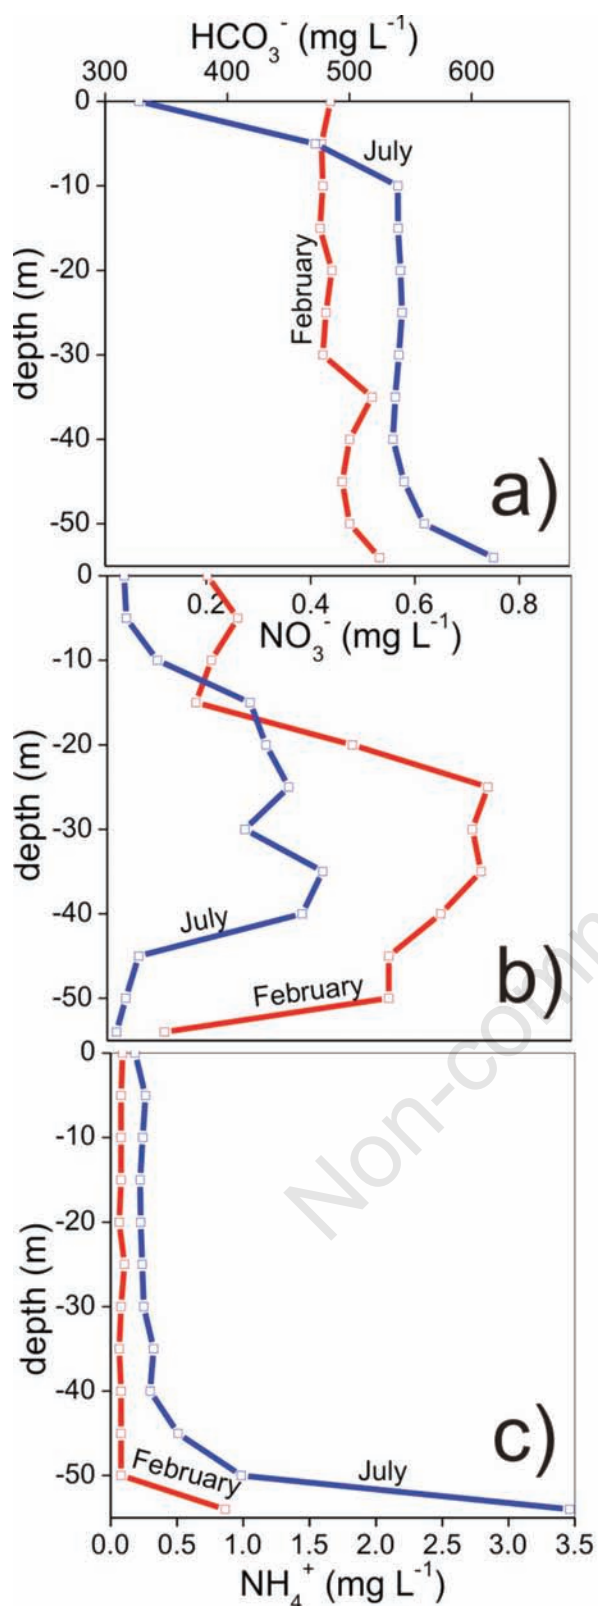 HCO₃⁻ (mg L⁻¹)
300 400 500 600
0
July
-10
February
-20
depth (m)
-30
-40
a)
-50
0
0.2 0.4 0.6 0.8
NO₃⁻ (mg L⁻¹)
-10
-20
depth (m)
-30
-40
July
b)
-50
February
0
-10
-20
depth (m)
-30
-40
c)
February
-50
July
0.0 0.5 1.0 1.5 2.0 2.5 3.0 3.5
NH₄⁺ (mg L⁻¹)